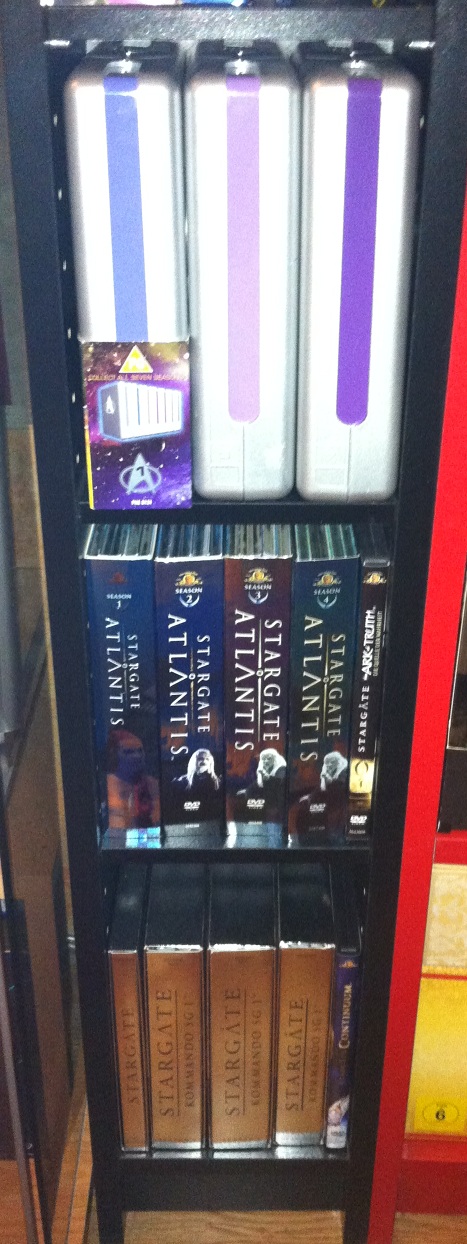 COLLECT ALL SEVEN SEASONS
SEASON
1
STARGATE
ATLANTIS
SEASON
2
STARGATE
ATLANTIS
DVD
SEASON
3
STARGATE
ATLANTIS
DVD
SEASON
4
STARGATE
ATLANTIS
DVD
STARGATE THE ARK OF TRUTH
DVD
STARGATE
STARGATE
KOMMANDO SG 1
STARGATE
KOMMANDO SG 1
STARGATE
KOMMANDO SG 1
CONTINUUM
DVD
6